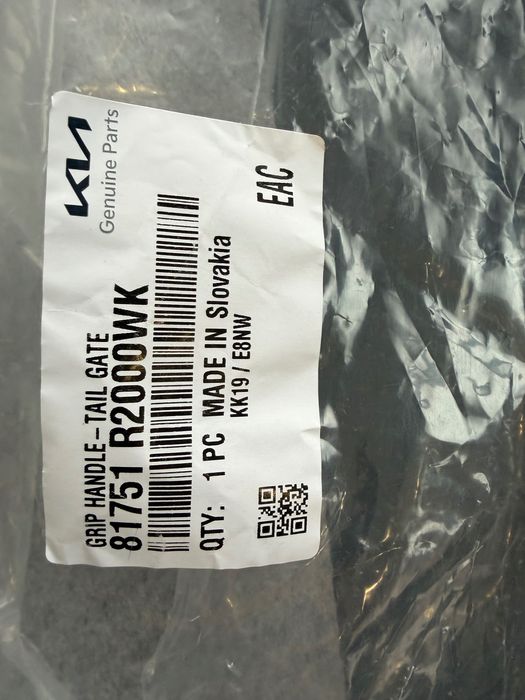 KIA
Genuine Parts
EAC
GRIP HANDLE-TAIL GATE
81751 R2000WK
QTY: 1 PC MADE IN Slovakia
KK19 / E8NW